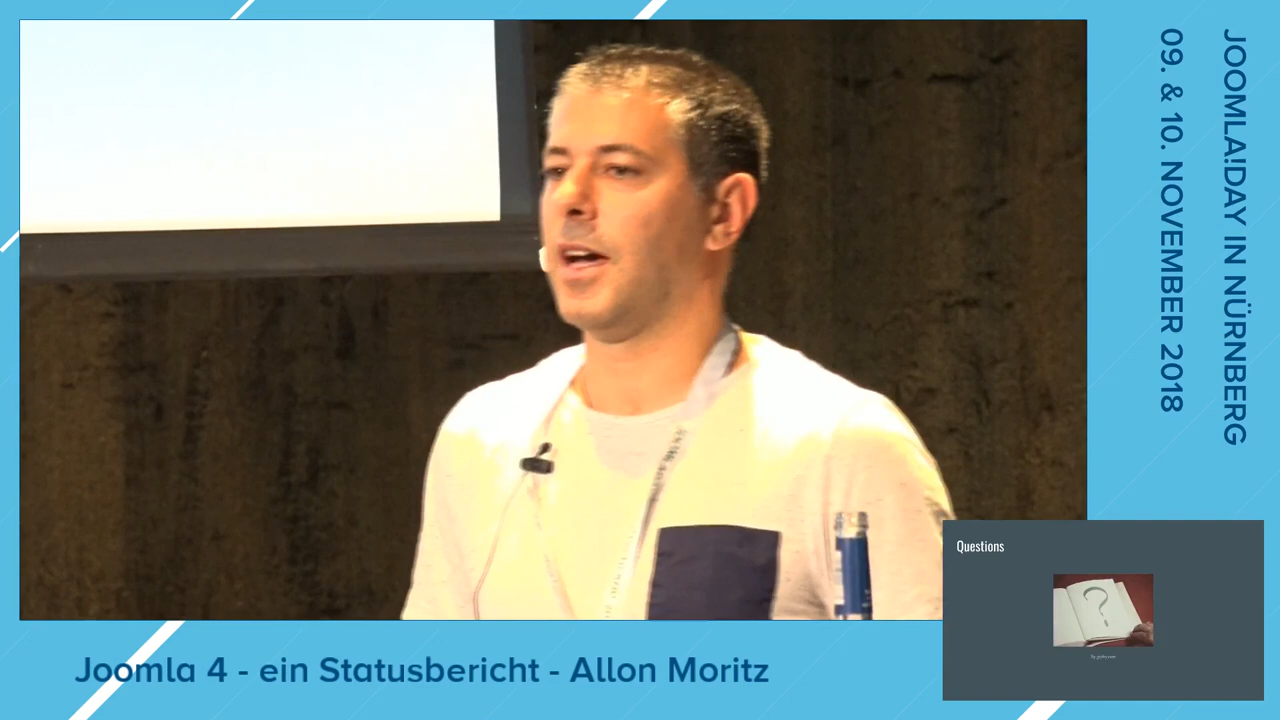 JOOMLA!DAY IN NÜRNBERG
09. & 10. NOVEMBER 2018
Questions
?
Joomla 4 - ein Statusbericht - Allon Moritz